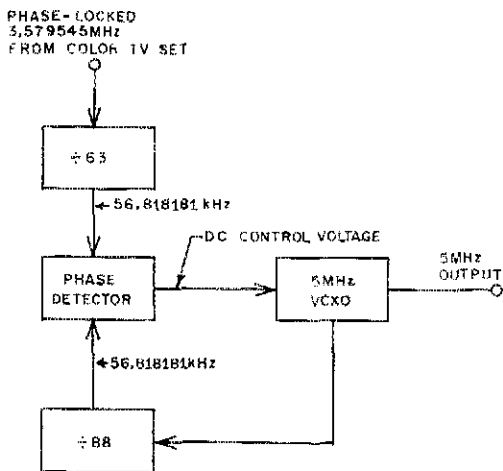 PHASE-LOCKED
3,579545MHz
FROM COLOR TV SET
÷63
56.818181 kHz
DC CONTROL VOLTAGE
5MHz
OUTPUT
PHASE
DETECTOR
5MHz
VCXO
56.818181kHz
÷88